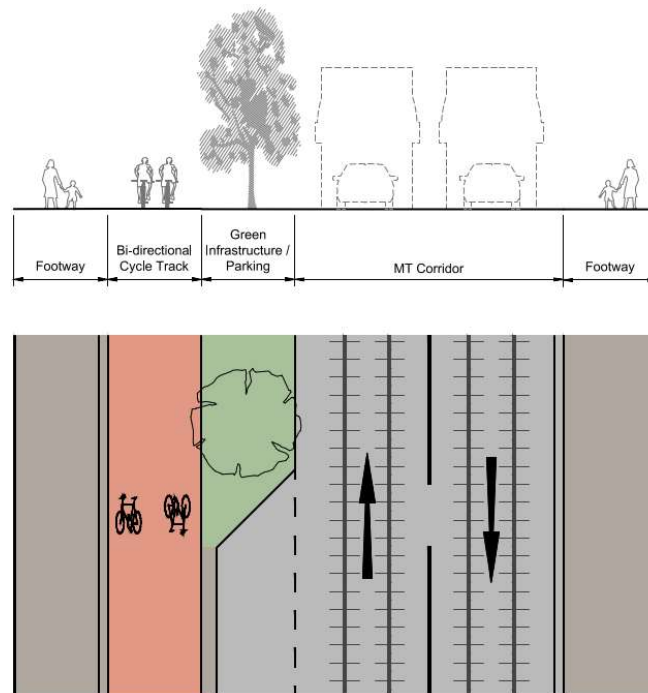 Footway
Bi-directional
Cycle Track
Green
Infrastructure /
Parking
MT Corridor
Footway